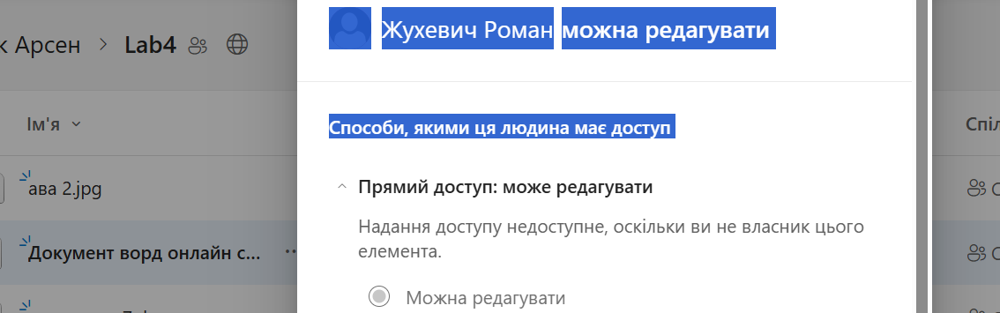 к Арсен > Lab4
Ім'я
ава 2.jpg
Документ ворд онлайн с... ··
Жухевич Роман можна редагувати
Способи, якими ця людина має доступ
Прямий доступ: може редагувати
Надання доступу недоступне, оскільки ви не власник цього
елемента.
Можна редагувати
Спіл
С
С